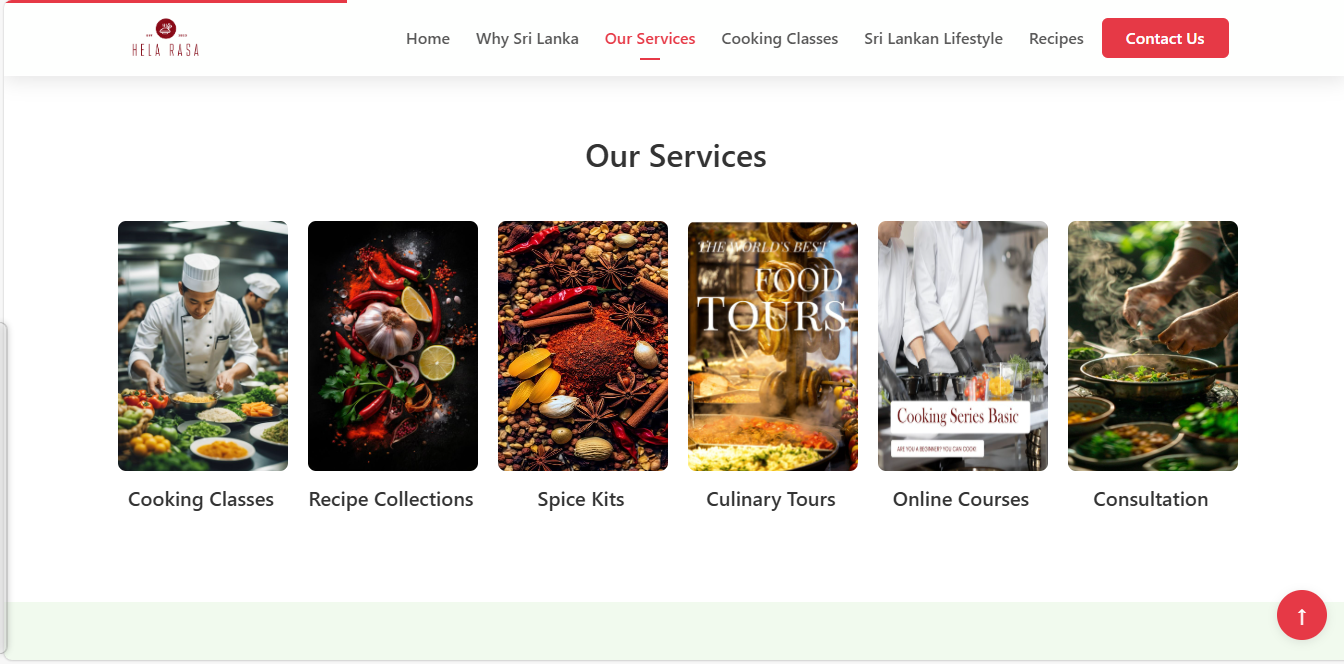 HELA RASA
Home
Why Sri Lanka
Our Services
Cooking Classes
Sri Lankan Lifestyle
Recipes
Contact Us
Our Services
THE WORLD'S BEST
FOOD
TOURS
Cooking Series Basic
ARE YOU A BEGINNER? YOU CAN COOK!
Cooking Classes
Recipe Collections
Spice Kits
Culinary Tours
Online Courses
Consultation
↑